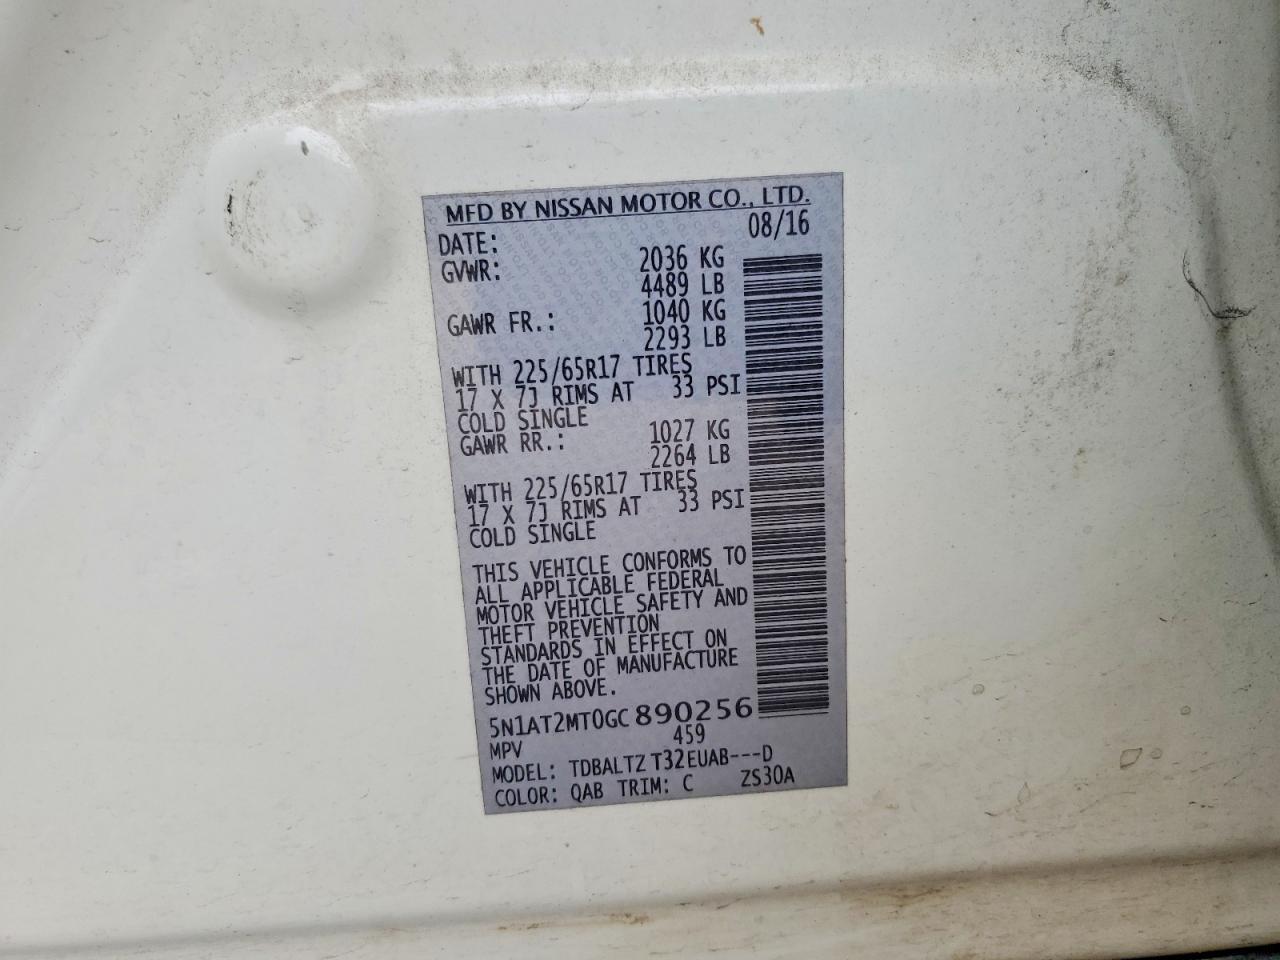 MFD BY NISSAN MOTOR CO., LTD.
DATE: 08/16
GVWR: 2036 KG
4489 LB
GAWR FR.: 1040 KG
2293 LB
WITH 225/65R17 TIRES
17 X 7J RIMS AT 33 PSI
COLD SINGLE
GAWR RR.: 1027 KG
2264 LB
WITH 225/65R17 TIRES
17 X 7J RIMS AT 33 PSI
COLD SINGLE
THIS VEHICLE CONFORMS TO
ALL APPLICABLE FEDERAL
MOTOR VEHICLE SAFETY AND
THEFT PREVENTION
STANDARDS IN EFFECT ON
THE DATE OF MANUFACTURE
SHOWN ABOVE.
5N1AT2MT0GC890256
MPV 459
MODEL: TDBALTZ T32EUAB---D
COLOR: QAB TRIM: C ZS30A